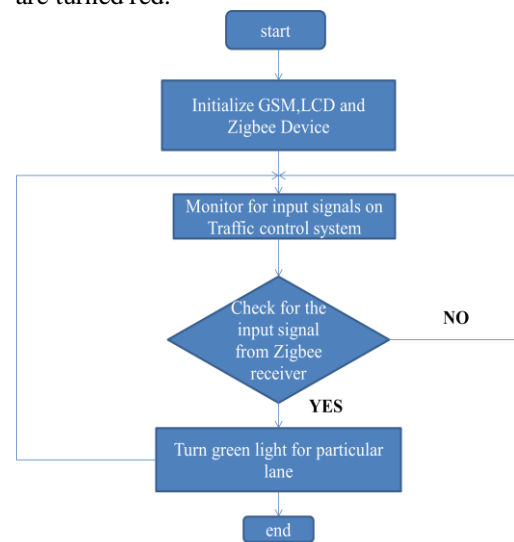 are turned red.
start
Initialize GSM,LCD and
Zigbee Device
Monitor for input signals on
Traffic control system
Check for the
input signal
from Zigbee
receiver
NO
YES
Turn green light for particular
lane
end